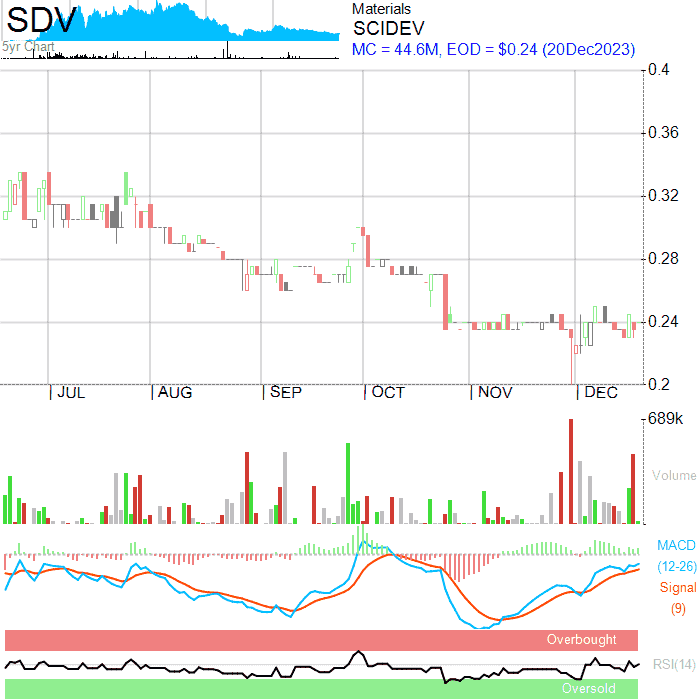 SDV
5yr Chart
Materials
SCIDEV
MC = 44.6M, EOD = $0.24 (20Dec2023)
0.4
0.36
0.32
0.28
0.24
0.2
JUL AUG SEP OCT NOV DEC
689k
Volume
MACD
(12-26)
Signal
(9)
Overbought
RSI(14)
Oversold